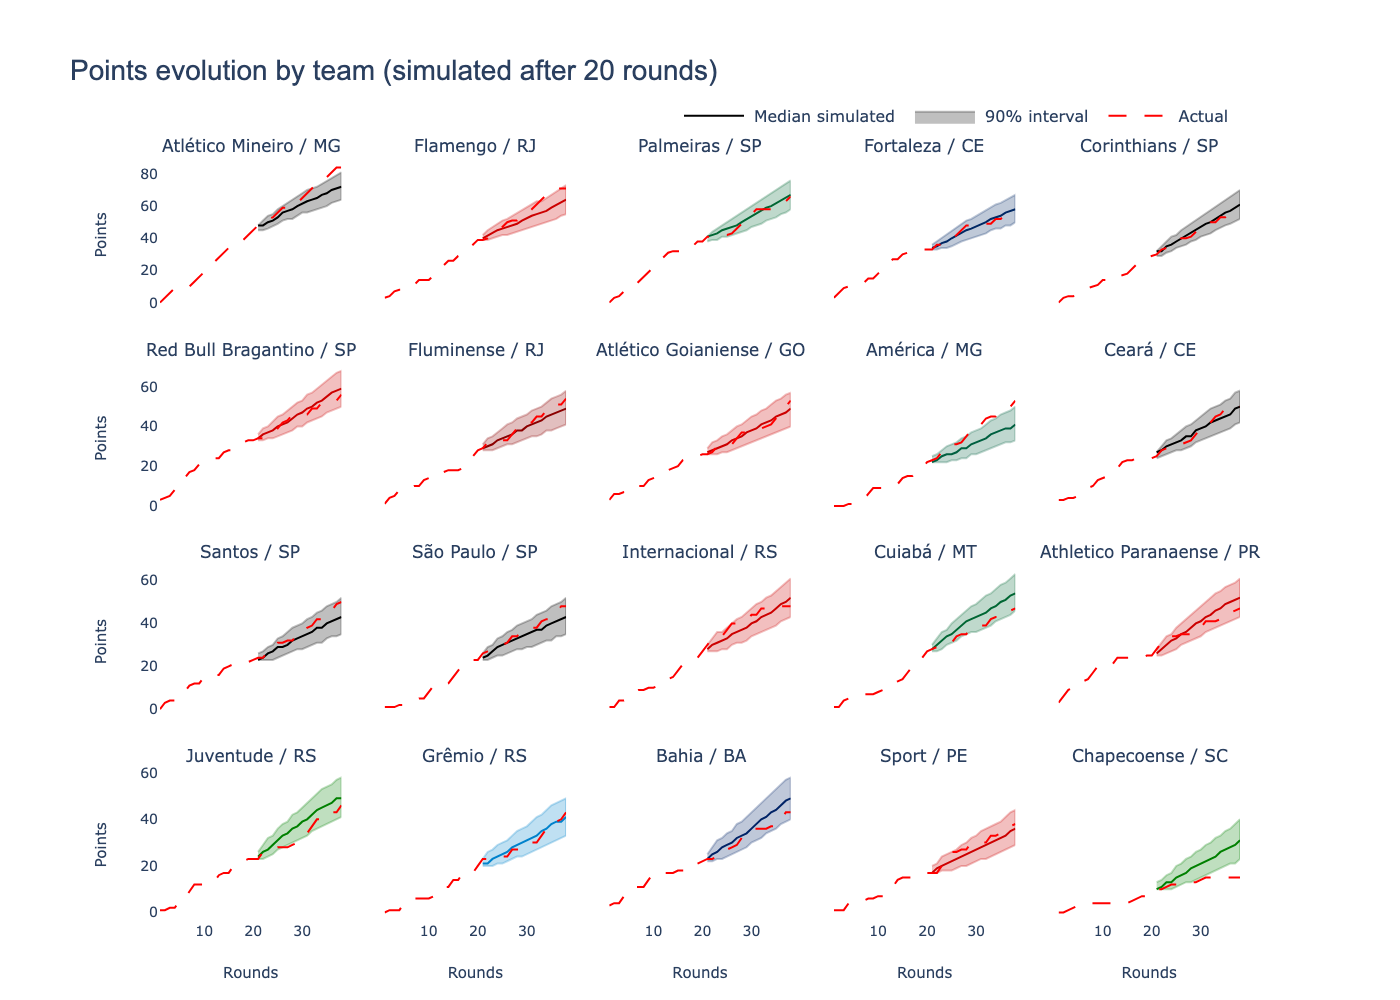 Points evolution by team (simulated after 20 rounds)
Median simulated 90% interval Actual
Atlético Mineiro / MG Flamengo / RJ Palmeiras / SP Fortaleza / CE Corinthians / SP
80
60
40
20
0
Points
Red Bull Bragantino / SP Fluminense / RJ Atlético Goianiense / GO América / MG Ceará / CE
60
40
20
0
Points
Santos / SP São Paulo / SP Internacional / RS Cuiabá / MT Athletico Paranaense / PR
60
40
20
0
Points
Juventude / RS Grêmio / RS Bahia / BA Sport / PE Chapecoense / SC
60
40
20
0
Points
10 20 30 10 20 30 10 20 30 10 20 30 10 20 30
Rounds Rounds Rounds Rounds Rounds